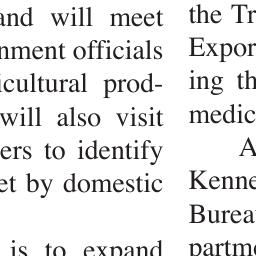 and will meet
nment officials
icultural prod-
will also visit
ers to identify
et by domestic
is to expand
the Tr
Expor
ing th
medic
A
Kenne
Burea
partme